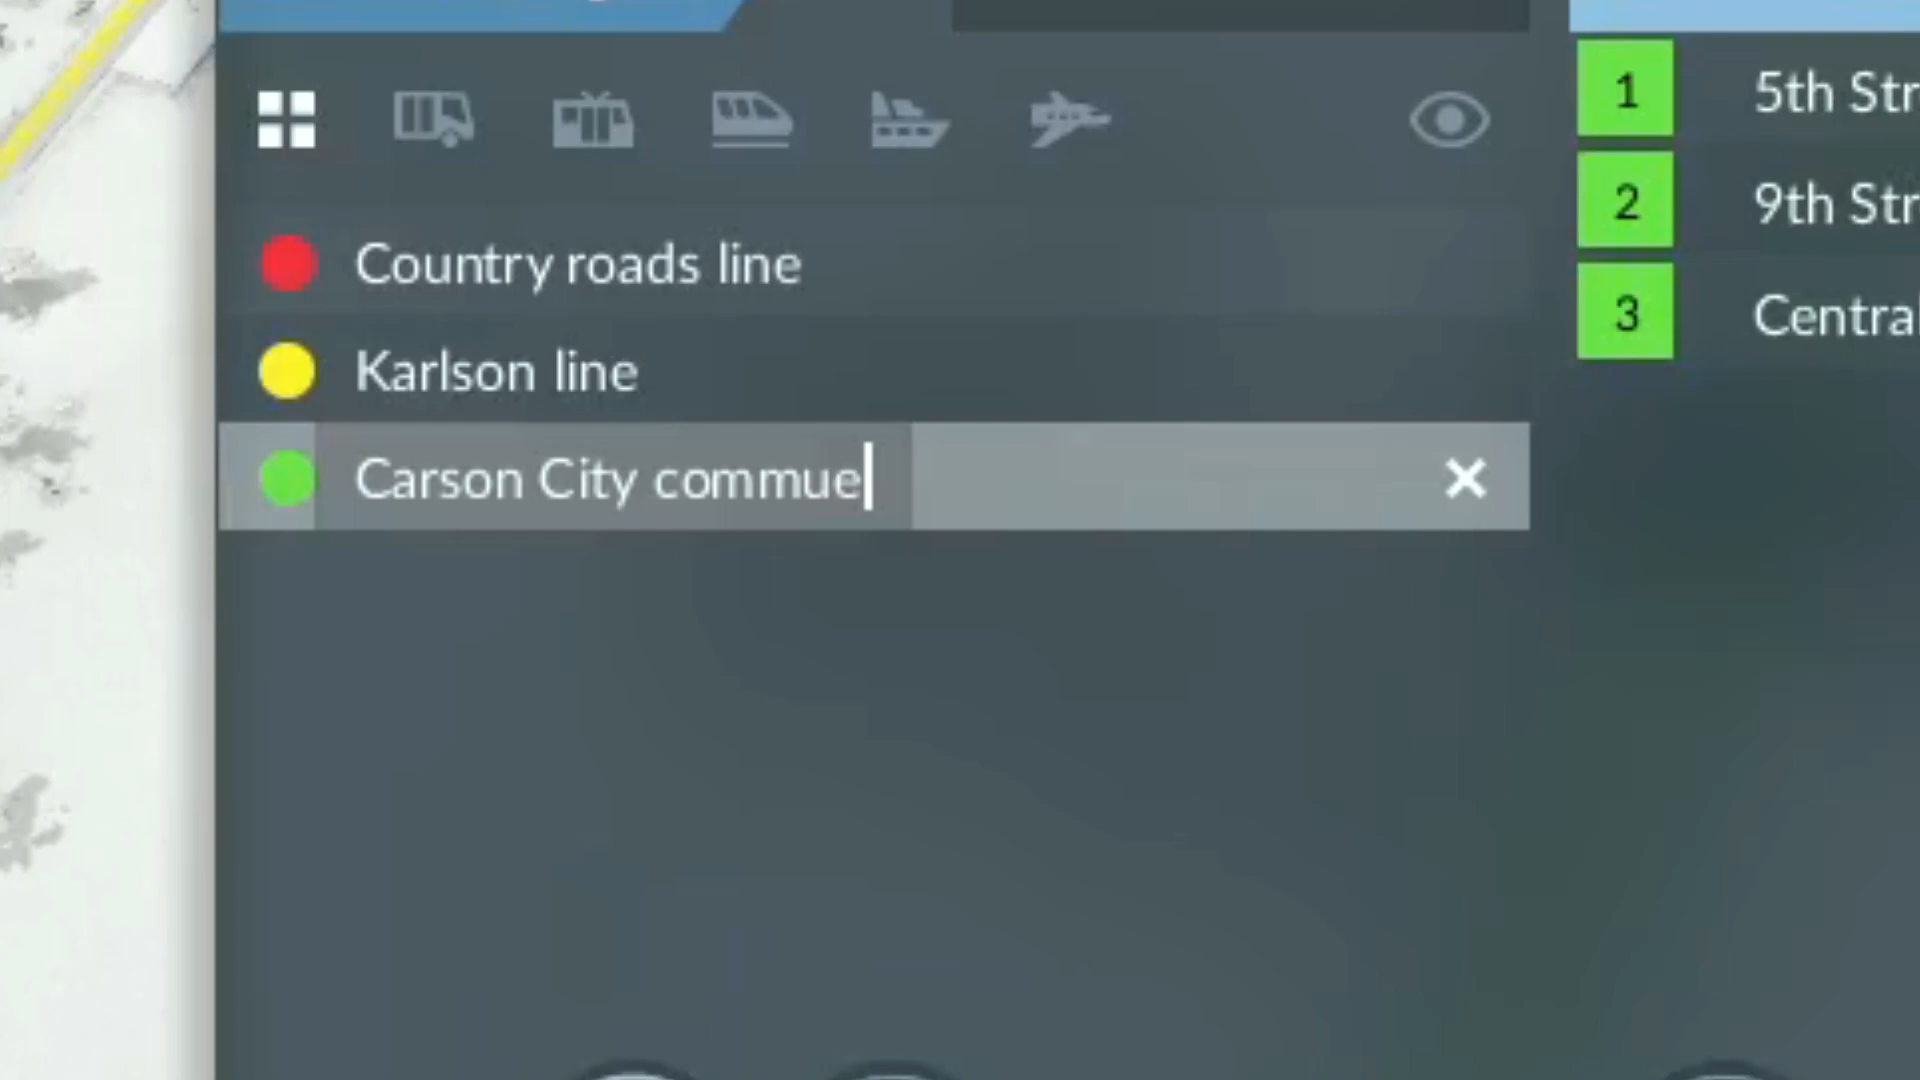 Country roads line
Karlson line
Carson City commue
1 5th Str
2 9th Str
3 Centra